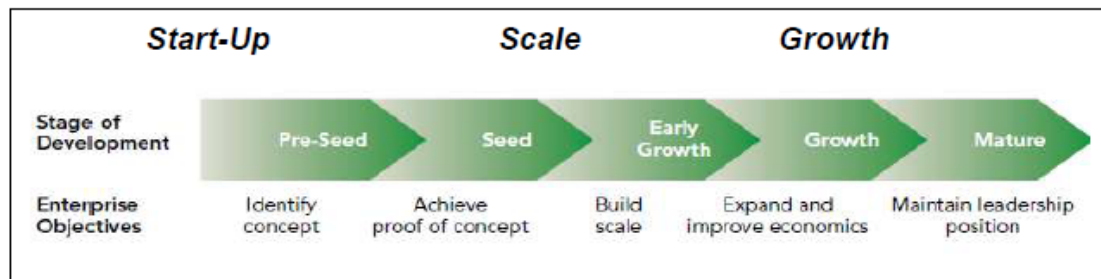 Start-Up Scale Growth
Stage of
Development
Pre-Seed
Seed
Early
Growth
Growth
Mature
Enterprise
Objectives
Identify
concept
Achieve
proof of concept
Build
scale
Expand and
improve economics
Maintain leadership
position